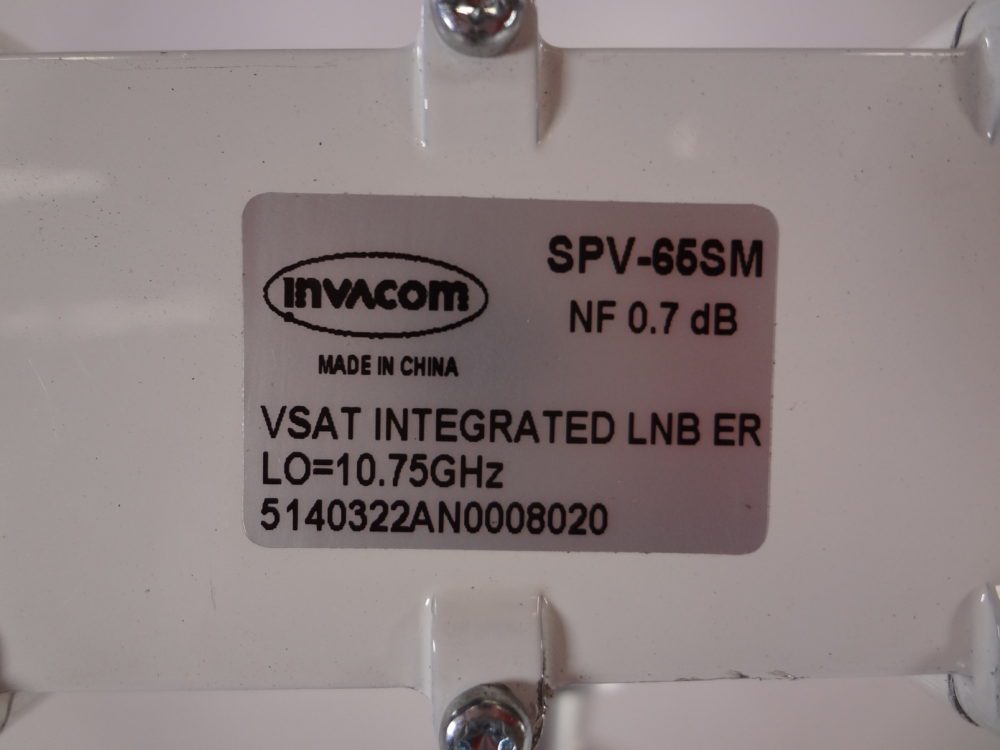 INVACOM
SPV-65SM
NF 0.7 dB
MADE IN CHINA
VSAT INTEGRATED LNB ER
LO=10.75GHz
5140322AN0008020